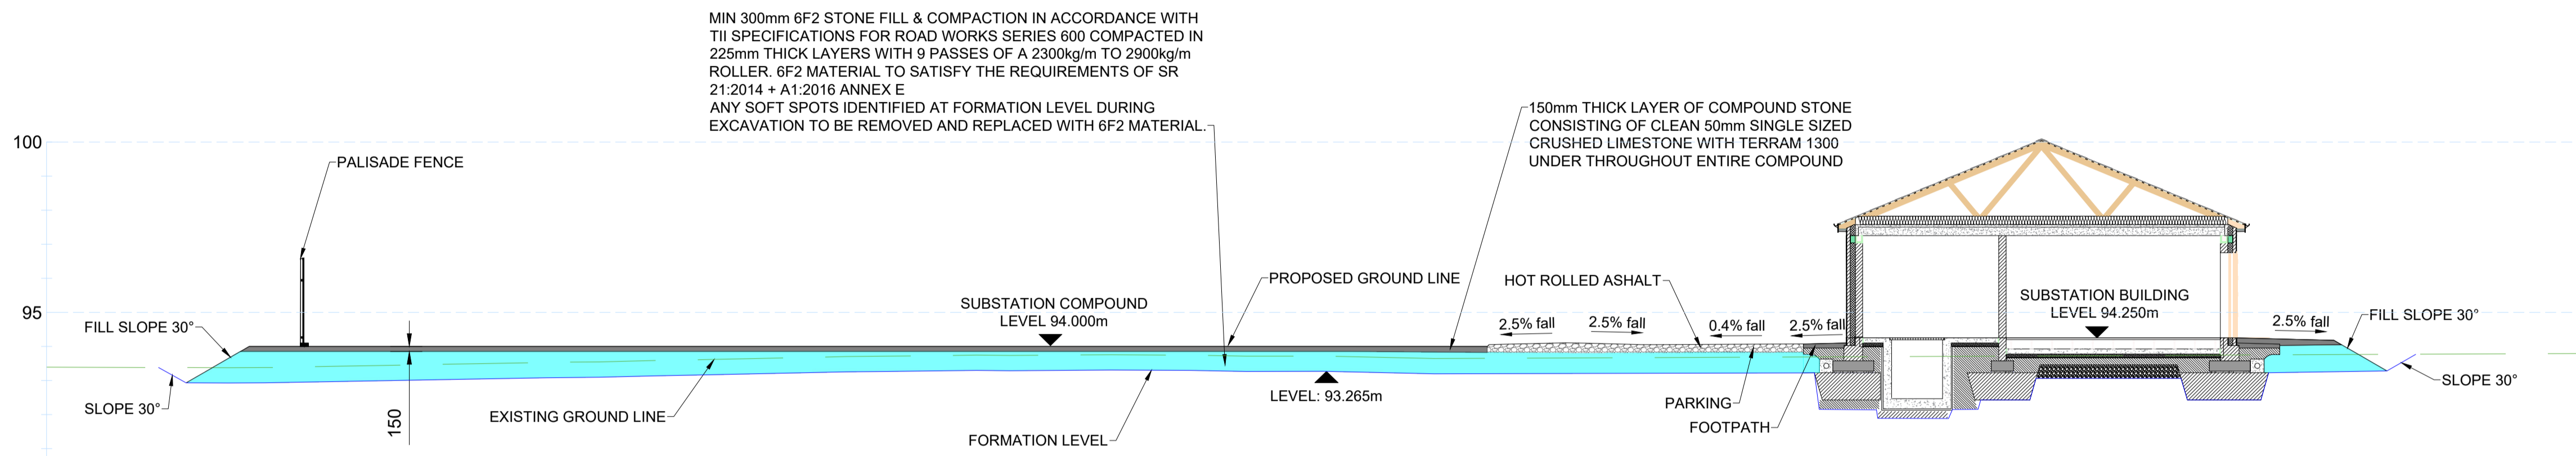 MIN 300mm 6F2 STONE FILL & COMPACTION IN ACCORDANCE WITH
TII SPECIFICATIONS FOR ROAD WORKS SERIES 600 COMPACTED IN
225mm THICK LAYERS WITH 9 PASSES OF A 2300kg/m TO 2900kg/m
ROLLER. 6F2 MATERIAL TO SATISFY THE REQUIREMENTS OF SR
21:2014 + A1:2016 ANNEX E
ANY SOFT SPOTS IDENTIFIED AT FORMATION LEVEL DURING
EXCAVATION TO BE REMOVED AND REPLACED WITH 6F2 MATERIAL.
150mm THICK LAYER OF COMPOUND STONE
CONSISTING OF CLEAN 50mm SINGLE SIZED
CRUSHED LIMESTONE WITH TERRAM 1300
UNDER THROUGHOUT ENTIRE COMPOUND
100
PALISADE FENCE
PROPOSED GROUND LINE
HOT ROLLED ASHALT
95
SUBSTATION COMPOUND
LEVEL 94.000m
SUBSTATION BUILDING
LEVEL 94.250m
FILL SLOPE 30°
2.5% fall
2.5% fall
0.4% fall
2.5% fall
2.5% fall
FILL SLOPE 30°
SLOPE 30°
150
EXISTING GROUND LINE
FORMATION LEVEL
LEVEL: 93.265m
PARKING
FOOTPATH
SLOPE 30°